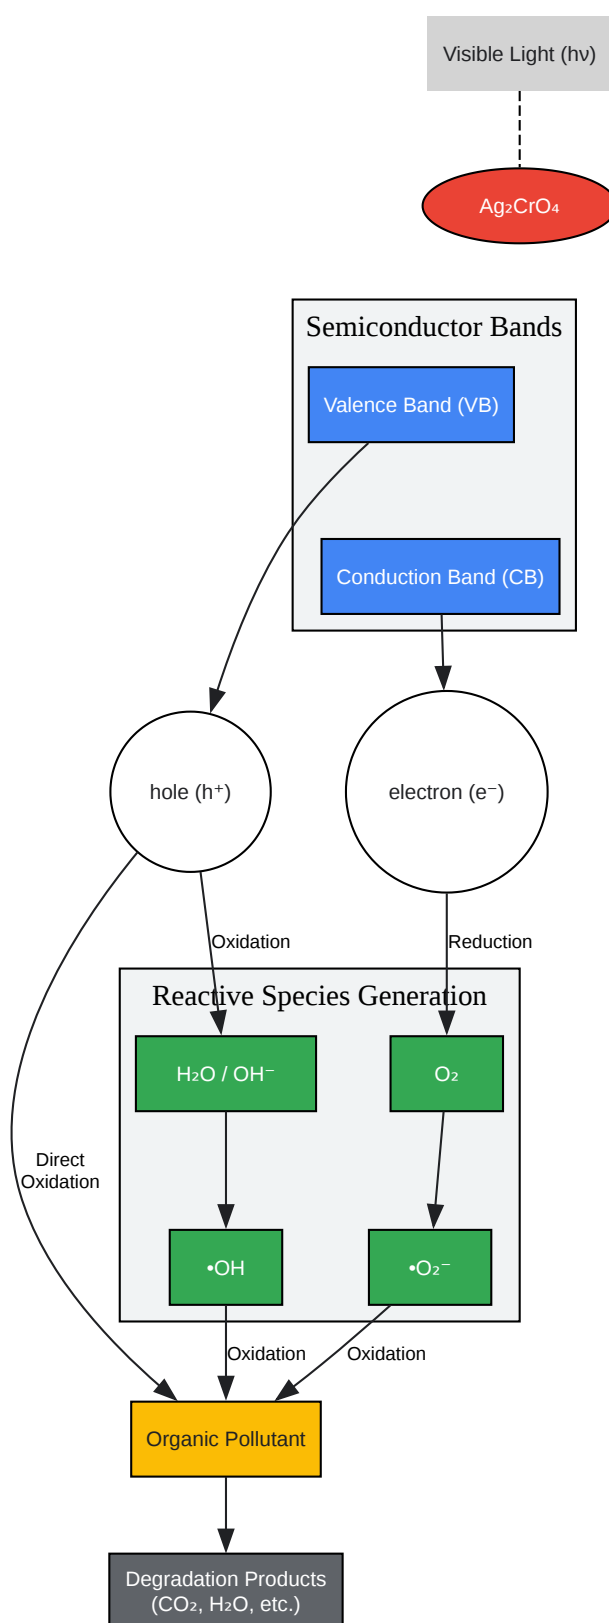 Visible Light (hν)
Ag₂CrO₄
Semiconductor Bands
Valence Band (VB)
Conduction Band (CB)
hole (h⁺)
electron (e⁻)
Oxidation
Reduction
Reactive Species Generation
H₂O / OH⁻
O₂
Direct
Oxidation
•OH
•O₂⁻
Oxidation
Oxidation
Organic Pollutant
Degradation Products
(CO₂, H₂O, etc.)